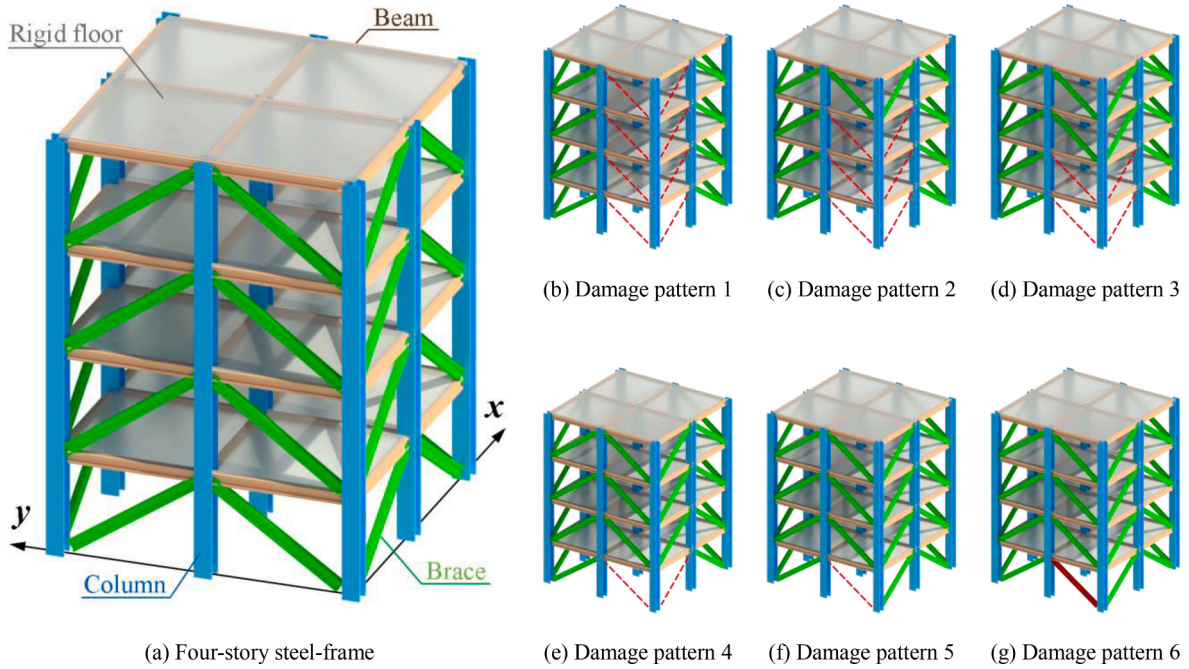 Rigid floor
Beam
x
y
Column
Brace
(a) Four-story steel-frame
(b) Damage pattern 1
(c) Damage pattern 2
(d) Damage pattern 3
(e) Damage pattern 4
(f) Damage pattern 5
(g) Damage pattern 6